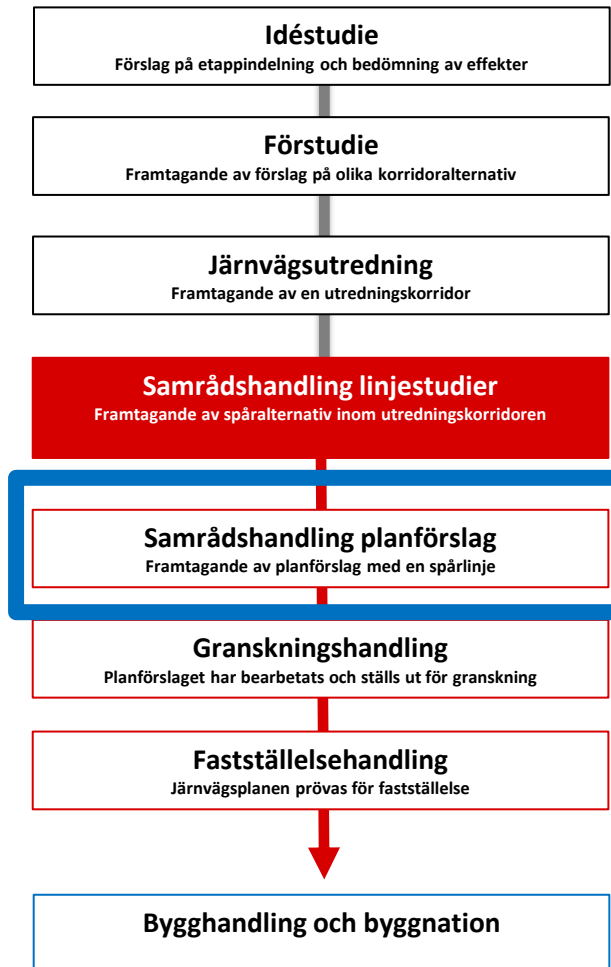 Idéstudie
Förslag på etappindelning och bedömning av effekter
Förstudie
Framtagande av förslag på olika korridoralternativ
Järnvägsutredning
Framtagande av en utredningskorridor
Samrådshandling linjestudier
Framtagande av spåralternativ inom utredningskorridoren
Samrådshandling planförslag
Framtagande av planförslag med en spårlinje
Granskningshandling
Planförslaget har bearbetats och ställs ut för granskning
Fastställelsehandling
Järnvägsplanen prövas för fastställelse
Bygghandling och byggnation